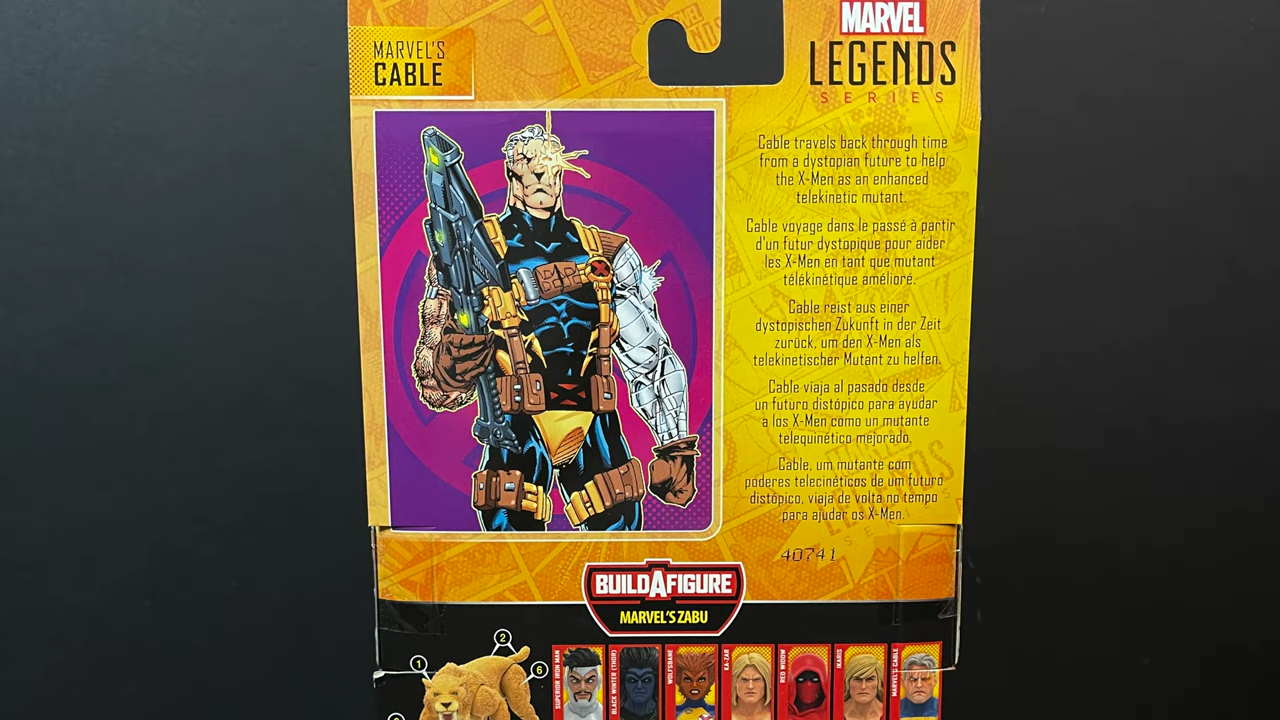 MARVEL'S
CABLE
MARVEL
LEGENDS
SERIES
Cable travels back through time
from a dystopian future to help
the X-Men as an enhanced
telekinetic mutant.
Cable voyage dans le passé à partir
d'un futur dystopique pour aider
les X-Men en tant que mutant
télékinétique amélioré.
Cable reist aus einer
dystopischen Zukunft in der Zeit
zurück, um den X-Men als
telekinetischer Mutant zu helfen.
Cable viaja al pasado desde
un futuro distópico para ayudar
a los X-Men como un mutante
telequinético mejorado.
Cable, um mutante com
poderes telecinéticos de um futuro
distópico, viaja de volta no tempo
para ajudar os X-Men.
40741
BUILDAFIGURE
MARVEL'S ZABU
1
2
6
SUPERIOR IRON MAN
BLACK WINTER (THOR)
WOLFSBANE
KA-ZAR
RED WIDOW
IKARIS
MARVEL'S CABLE